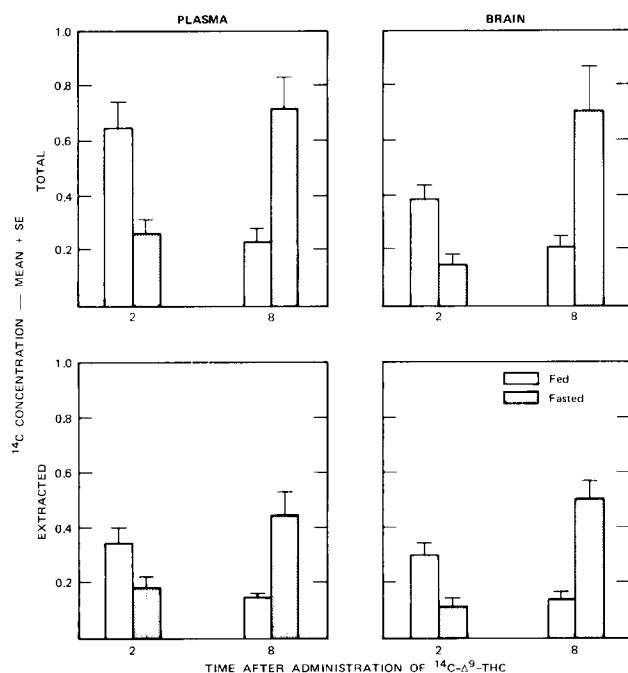 PLASMA
BRAIN
1.0
0.8
0.6
0.4
0.2
TOTAL
2
8
2
8
1.0
0.8
0.6
0.4
0.2
EXTRACTED
Fed
Fasted
2
8
2
8
¹⁴C CONCENTRATION — MEAN + SE
TIME AFTER ADMINISTRATION OF ¹⁴C-Δ⁹-THC